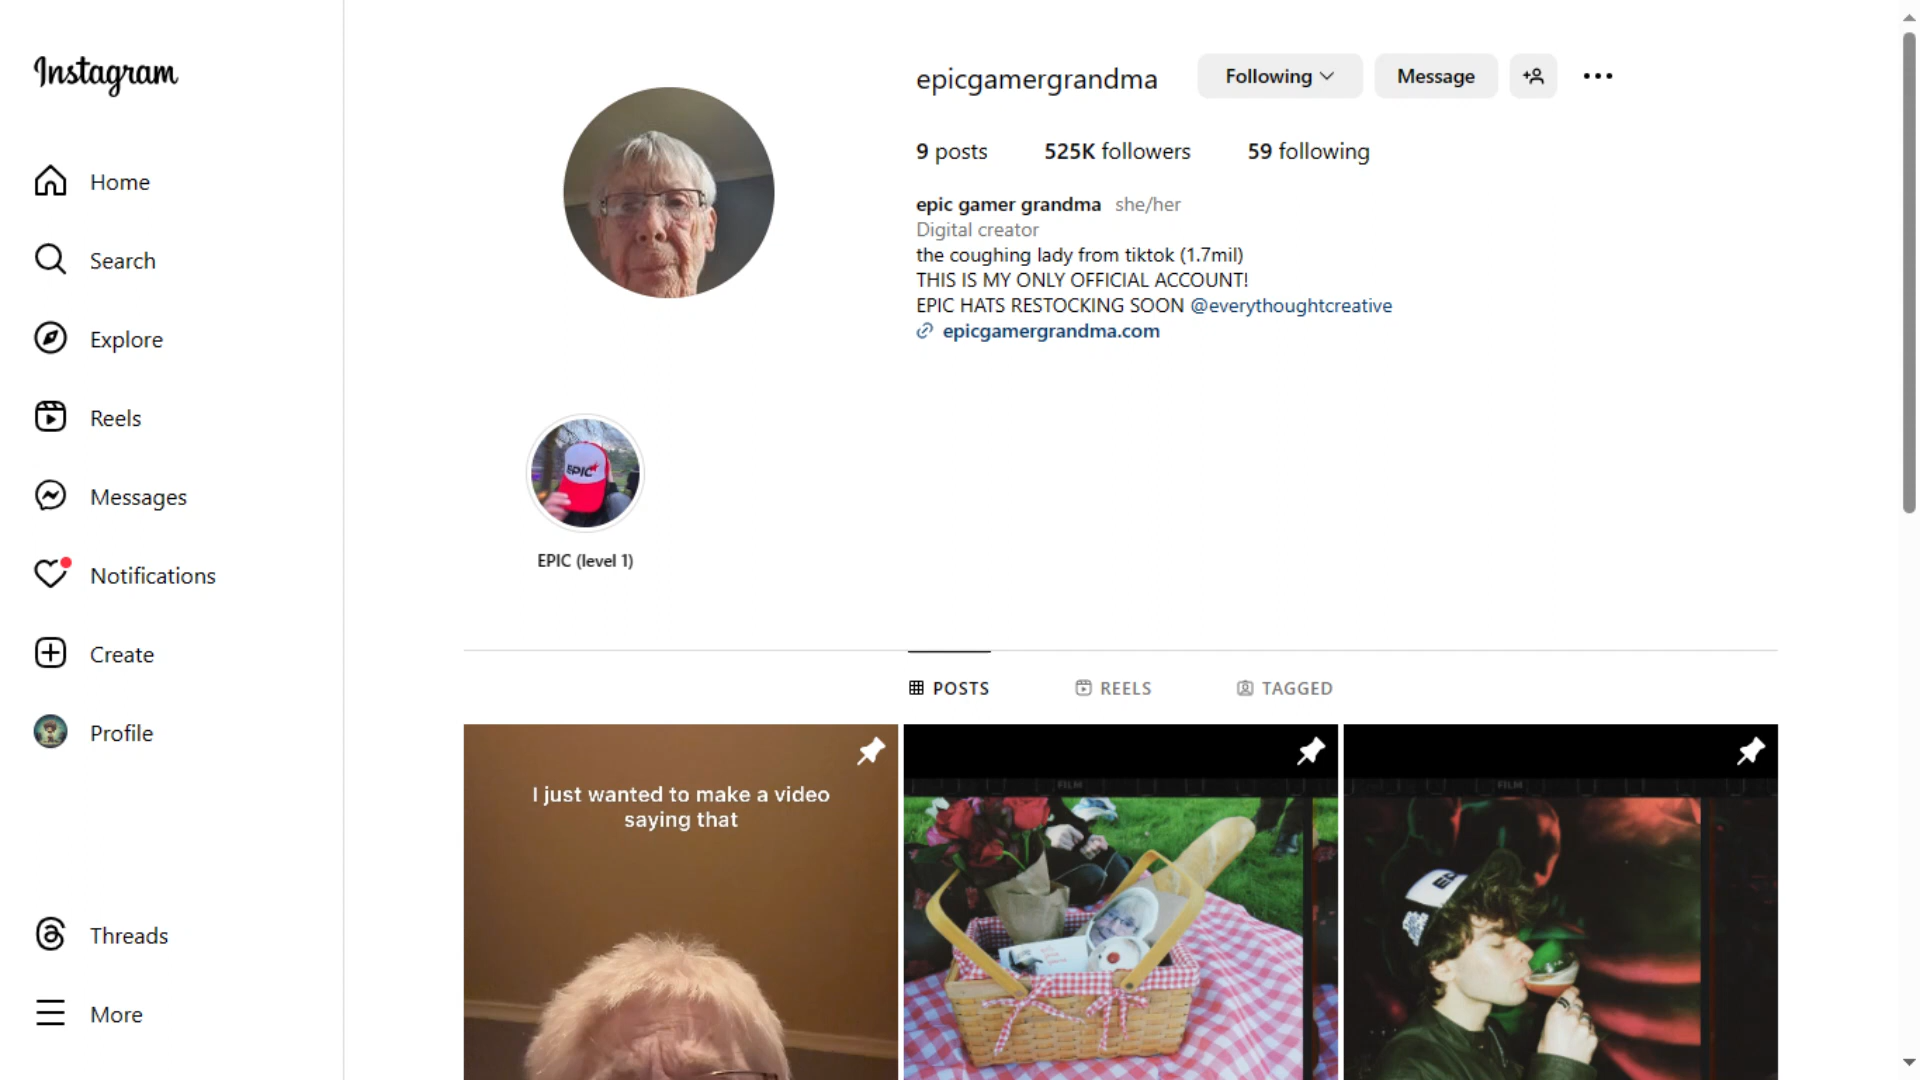 Instagram
Home
Search
Explore
Reels
Messages
Notifications
Create
Profile
Threads
More
epicgamergrandma
Following
Message
9 posts
525K followers
59 following
epic gamer grandma she/her
Digital creator
the coughing lady from tiktok (1.7mil)
THIS IS MY ONLY OFFICIAL ACCOUNT!
EPIC HATS RESTOCKING SOON @everythoughtcreative
epicgamergrandma.com
EPIC
EPIC (level 1)
POSTS
REELS
TAGGED
I just wanted to make a video
saying that
FILM
FILM